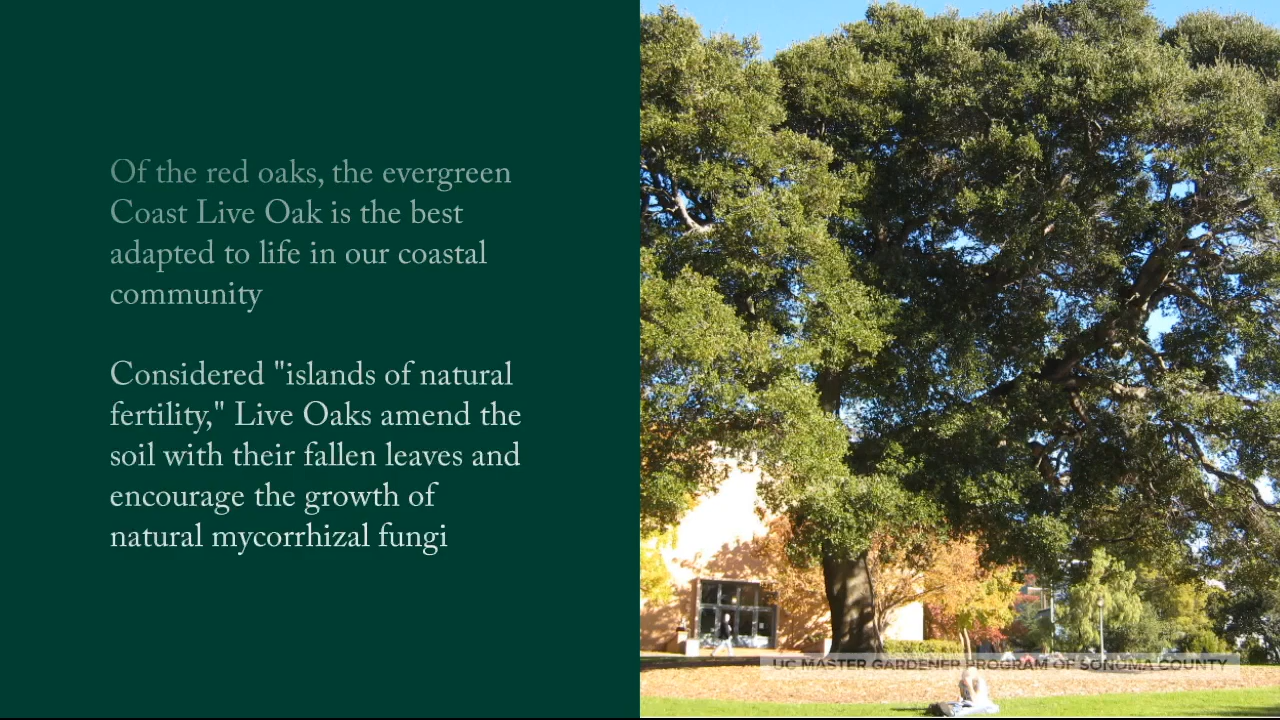 Of the red oaks, the evergreen
Coast Live Oak is the best
adapted to life in our coastal
community
Considered "islands of natural
fertility," Live Oaks amend the
soil with their fallen leaves and
encourage the growth of
natural mycorrhizal fungi
UC MASTER GARDENER PROGRAM OF SONOMA COUNTY